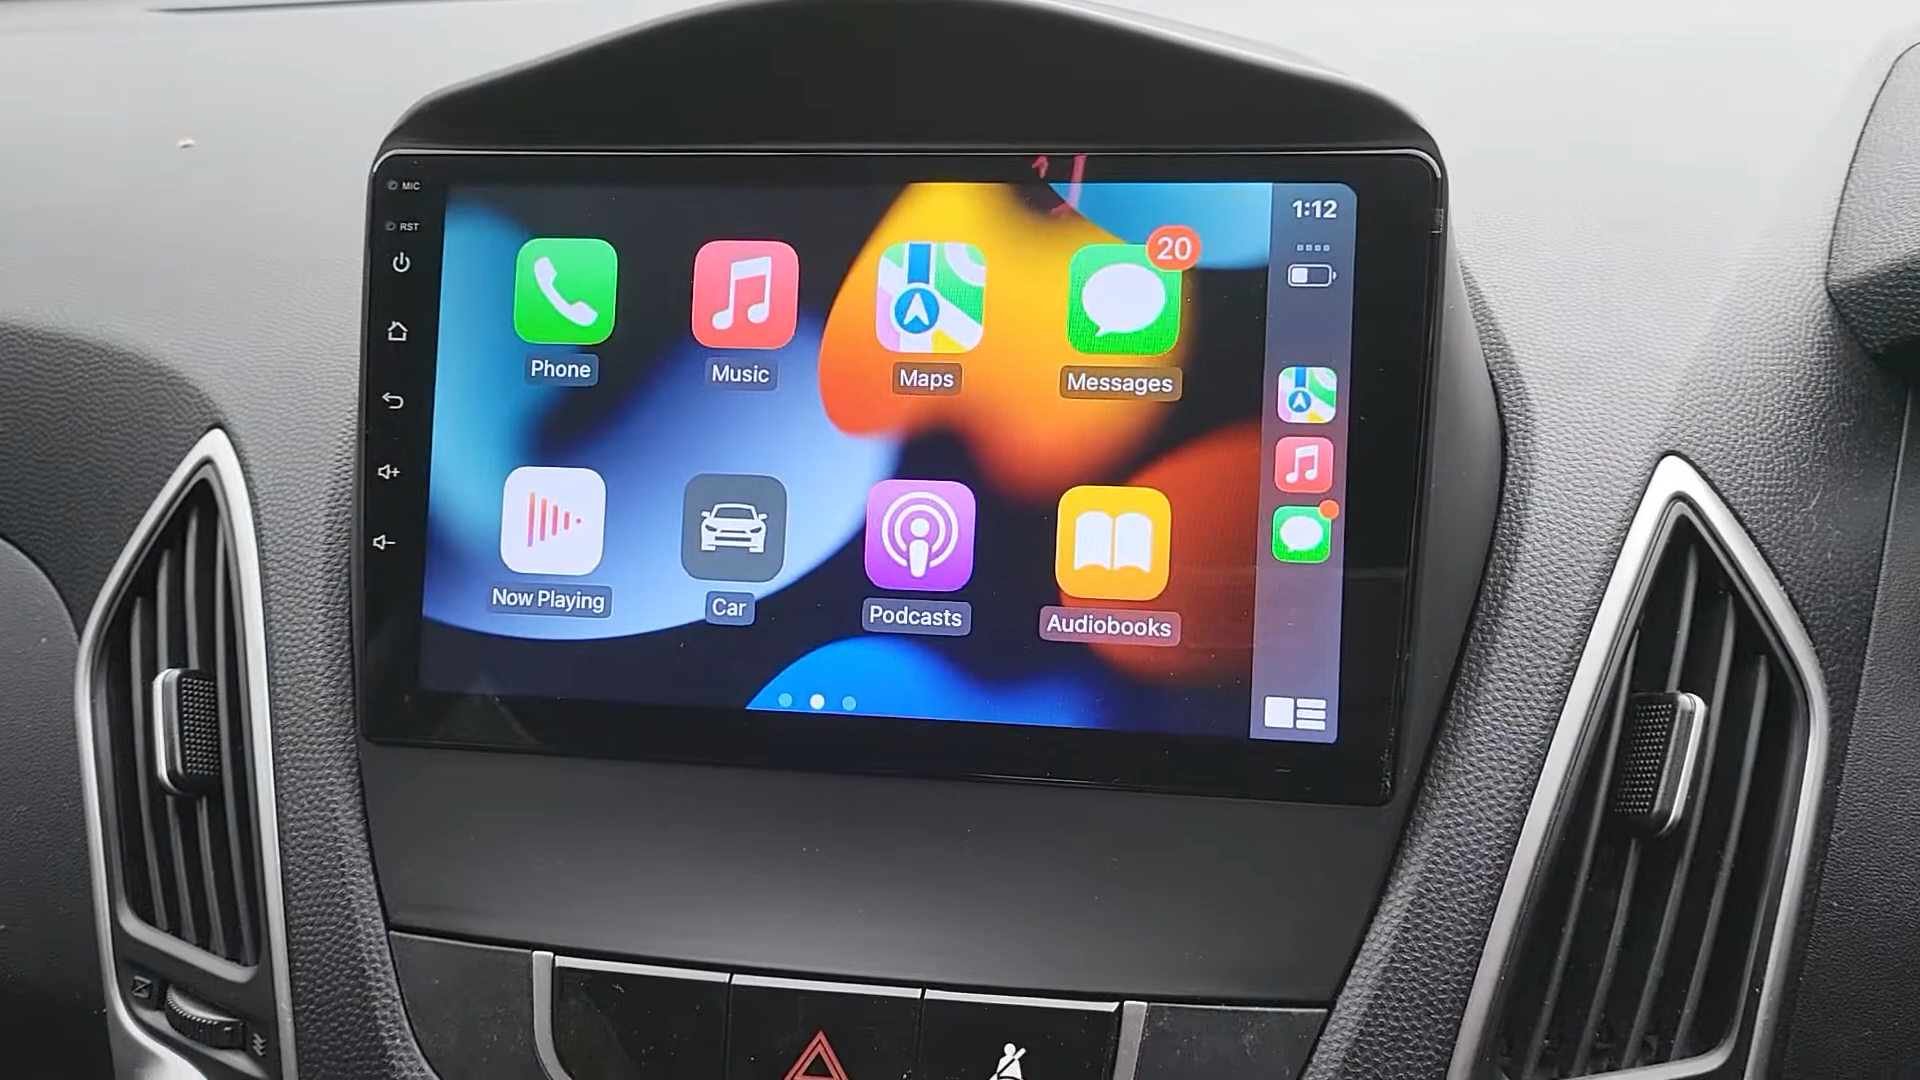 MIC
RST
1:12
20
Phone
Music
Maps
Messages
Now Playing
Car
Podcasts
Audiobooks